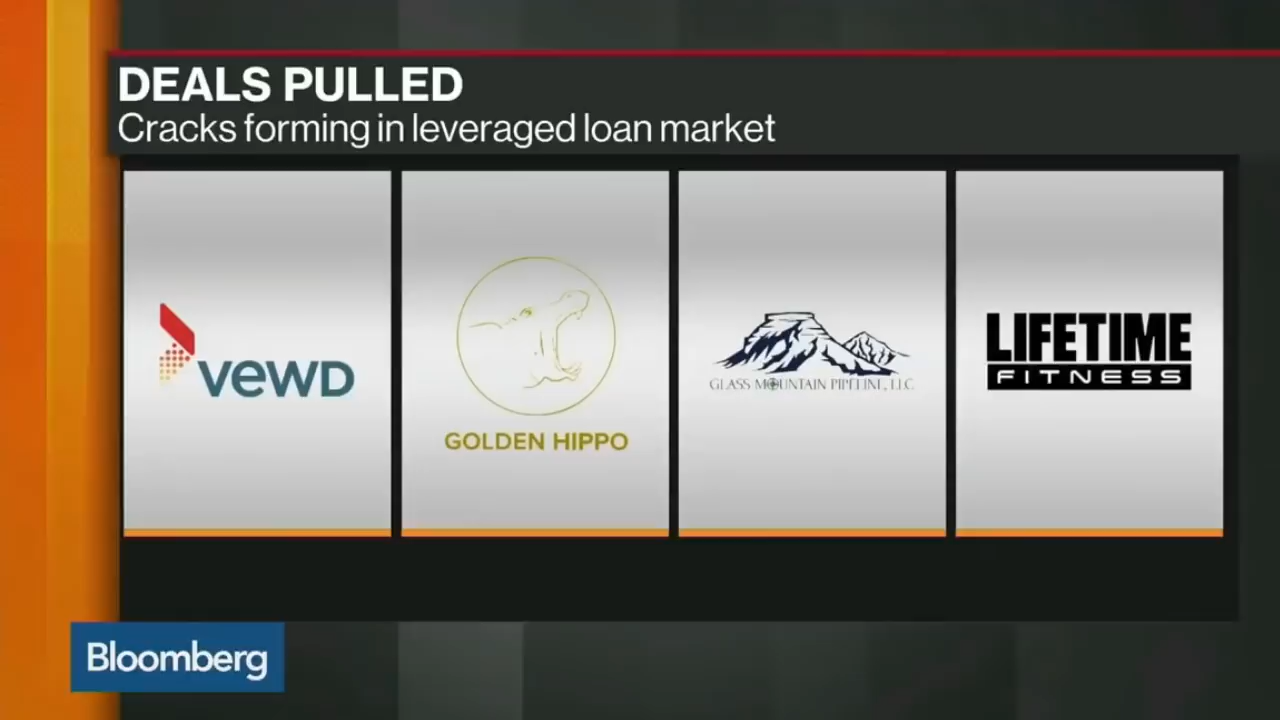 DEALS PULLED
Cracks forming in leveraged loan market
vewd
GOLDEN HIPPO
GLASS MOUNTAIN PIPELINE, LLC
LIFETIME
FITNESS
Bloomberg